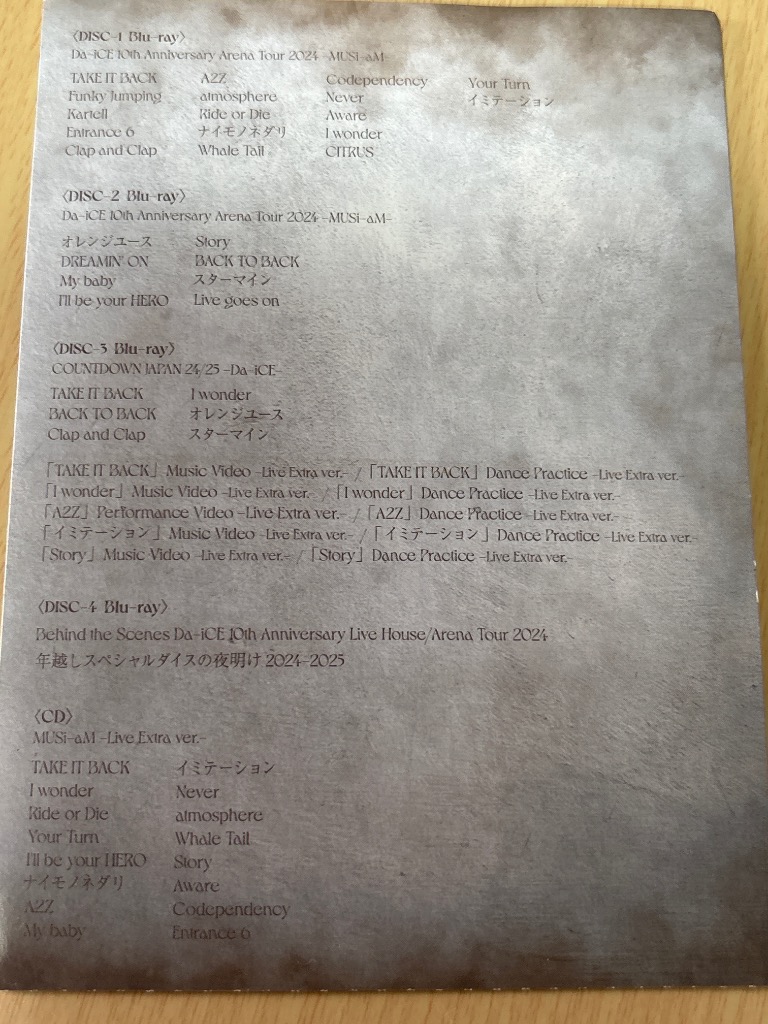 〈DISC-1 Blu-ray〉
Da-iCE 10th Anniversary Arena Tour 2024 -MUSi-aM-
TAKE IT BACK A2Z Codependency Your Turn
Funky Jumping atmosphere Never イミテーション
Kartell Ride or Die Aware
Entrance 6 ナイモノネダリ I wonder
Clap and Clap Whale Tail CITRUS
〈DISC-2 Blu-ray〉
Da-iCE 10th Anniversary Arena Tour 2024 -MUSi-aM-
オレンジユース Story
DREAMIN' ON BACK TO BACK
My baby スターマイン
I'll be your HERO Live goes on
〈DISC-3 Blu-ray〉
COUNTDOWN JAPAN 24/25 -Da-iCE-
TAKE IT BACK I wonder
BACK TO BACK オレンジユース
Clap and Clap スターマイン
「TAKE IT BACK」Music Video -Live Extra ver.- /「TAKE IT BACK」Dance Practice -Live Extra ver.-
「I wonder」Music Video -Live Extra ver.- /「I wonder」Dance Practice -Live Extra ver.-
「A2Z」Performance Video -Live Extra ver.- /「A2Z」Dance Practice -Live Extra ver.-
「イミテーション」Music Video -Live Extra ver.- /「イミテーション」Dance Practice -Live Extra ver.-
「Story」Music Video -Live Extra ver.- /「Story」Dance Practice -Live Extra ver.-
〈DISC-4 Blu-ray〉
Behind the Scenes Da-iCE 10th Anniversary Live House/Arena Tour 2024
年越しスペシャルダイスの夜明け 2024-2025
〈CD〉
MUSi-aM -Live Extra ver.-
TAKE IT BACK イミテーション
I wonder Never
Ride or Die atmosphere
Your Turn Whale Tail
I'll be your HERO Story
ナイモノネダリ Aware
A2Z Codependency
My baby Entrance 6